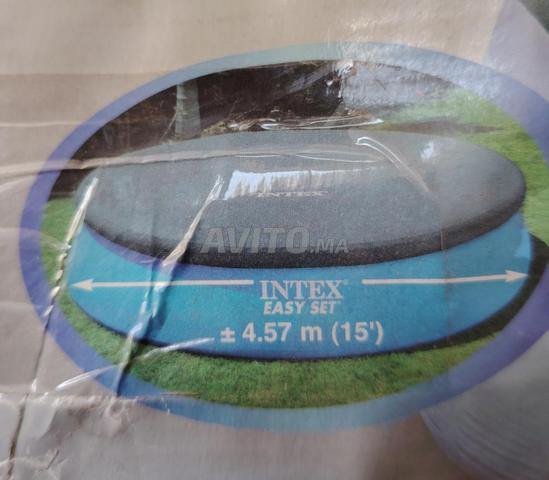 INTEX
AVITO.MA
INTEX
EASY SET
± 4.57 m (15')